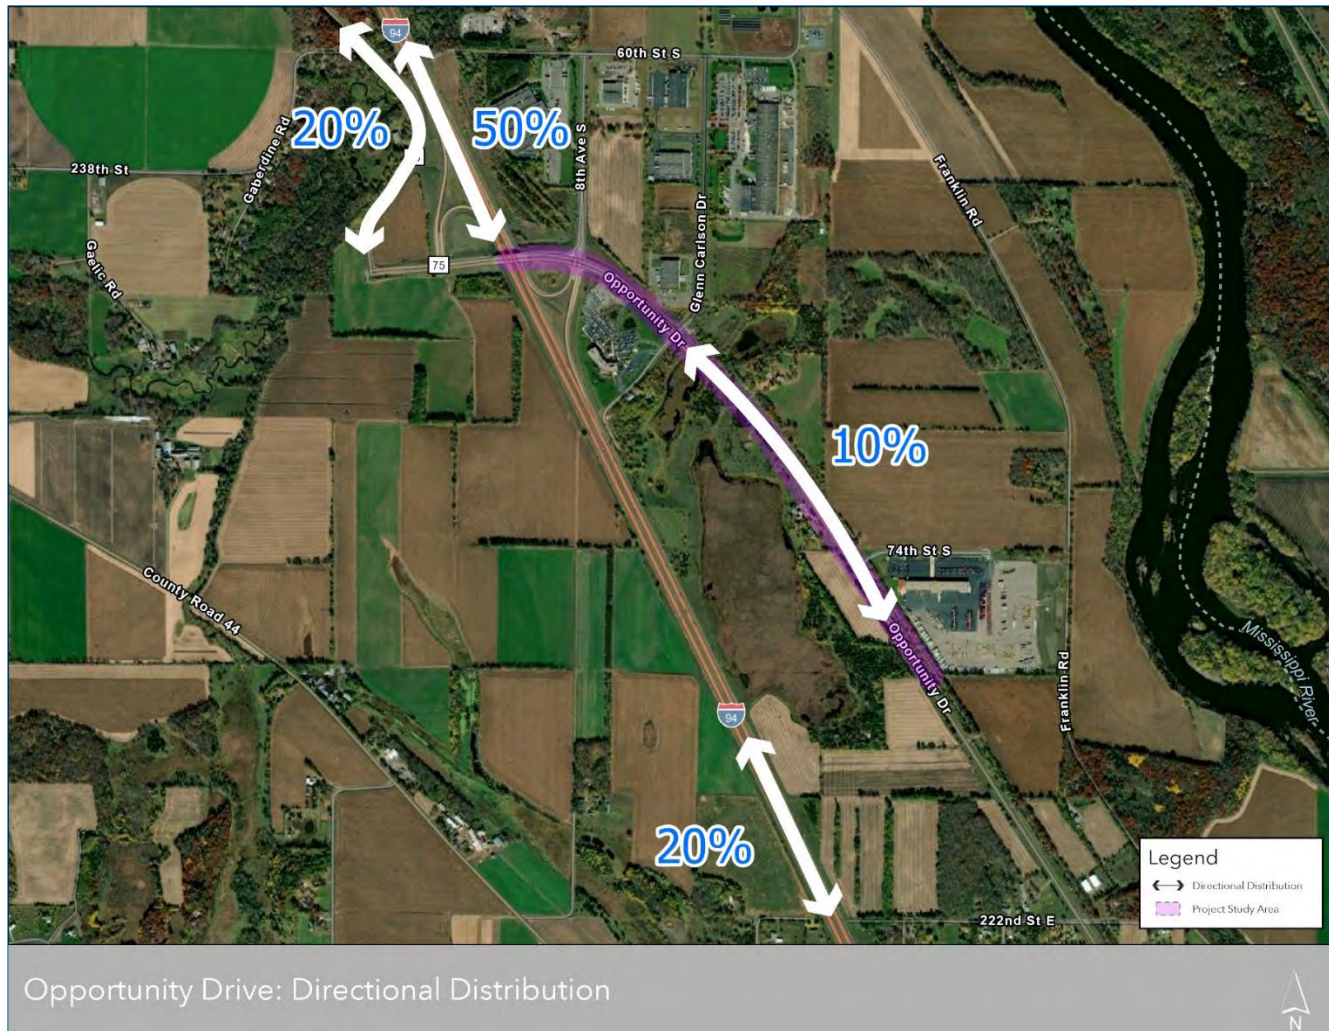 94
60th St S
20%
50%
8th Ave S
238th St
Gaberdine Rd
Franklin Rd
Glenn Carlson Dr
Gaelic Rd
75
Opportunity Dr
10%
74th St S
County Road 44
Mississippi River
Opportunity Dr
Franklin Rd
94
20%
222nd St E
Legend
Directional Distribution
Project Study Area
Opportunity Drive: Directional Distribution
N